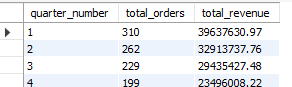 quarter_number total_orders total_revenue
1 310 39637630.97
2 262 32913737.76
3 229 29435427.48
4 199 23496008.22